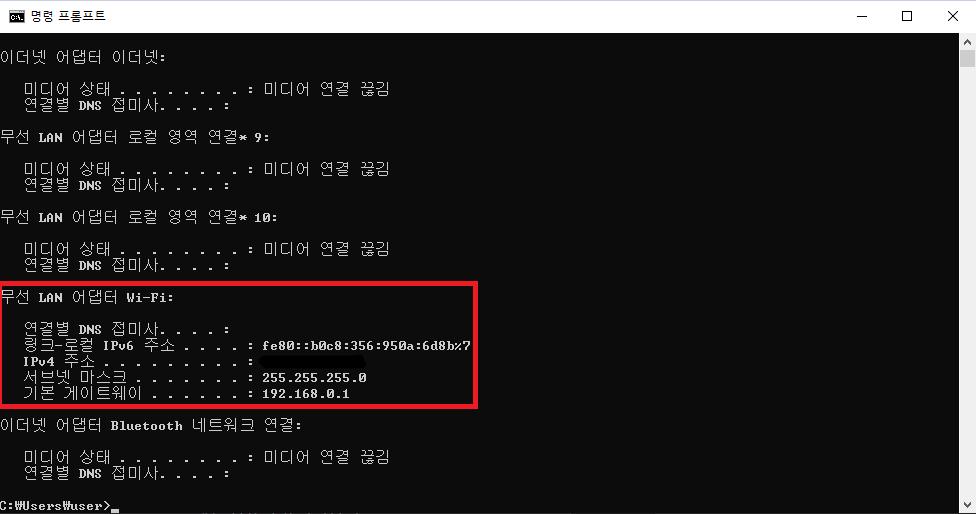 명령 프롬프트
이더넷 어댑터 이더넷:
미디어 상태 . . . . . . . . : 미디어 연결 끊김
연결별 DNS 접미사. . . . :
무선 LAN 어댑터 로컬 영역 연결* 9:
미디어 상태 . . . . . . . . : 미디어 연결 끊김
연결별 DNS 접미사. . . . :
무선 LAN 어댑터 로컬 영역 연결* 10:
미디어 상태 . . . . . . . . : 미디어 연결 끊김
연결별 DNS 접미사. . . . :
무선 LAN 어댑터 Wi-Fi:
연결별 DNS 접미사. . . . :
링크-로컬 IPv6 주소 . . . . : fe80::b0c8:356:950a:6d8b%7
IPv4 주소 . . . . . . . . . :
서브넷 마스크 . . . . . . . : 255.255.255.0
기본 게이트웨이 . . . . . . : 192.168.0.1
이더넷 어댑터 Bluetooth 네트워크 연결:
미디어 상태 . . . . . . . . : 미디어 연결 끊김
연결별 DNS 접미사. . . . :
C:₩Users₩user>_